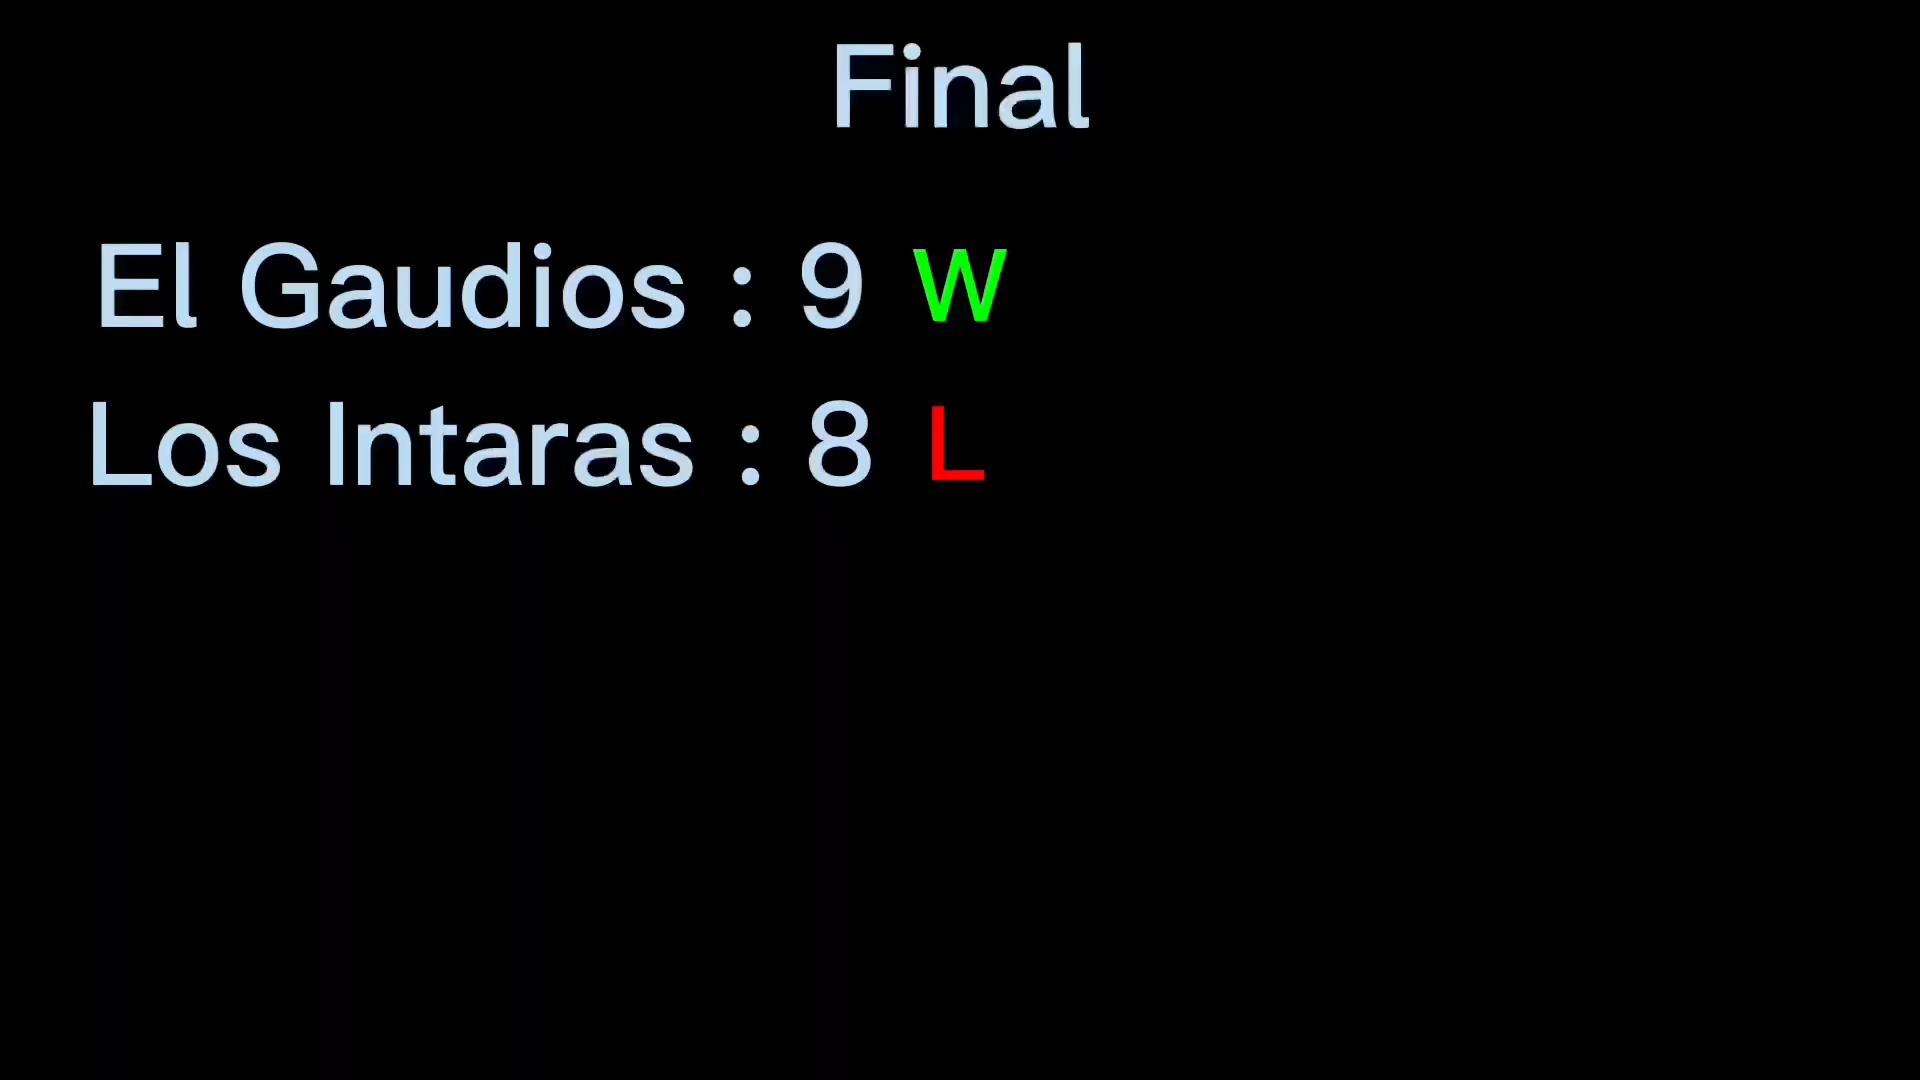 Final
El Gaudios : 9 W
Los Intaras : 8 L